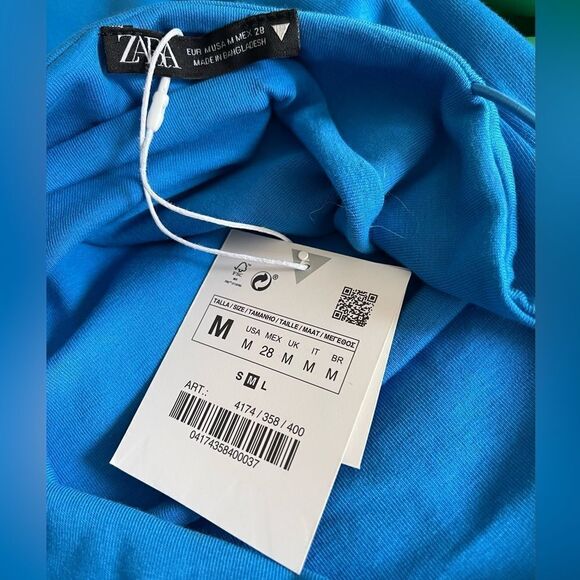 ZARA
EUR M USA M MEX 28
MADE IN BANGLADESH
FSC
TALLA / SIZE / TAMANHO / TAILLE / MAAT / ΜΕΓΕΘΟΣ
M
USA MEX UK IT BR
M 28 M M M
S M L
ART.: 4174 / 358 / 400
04174358400037